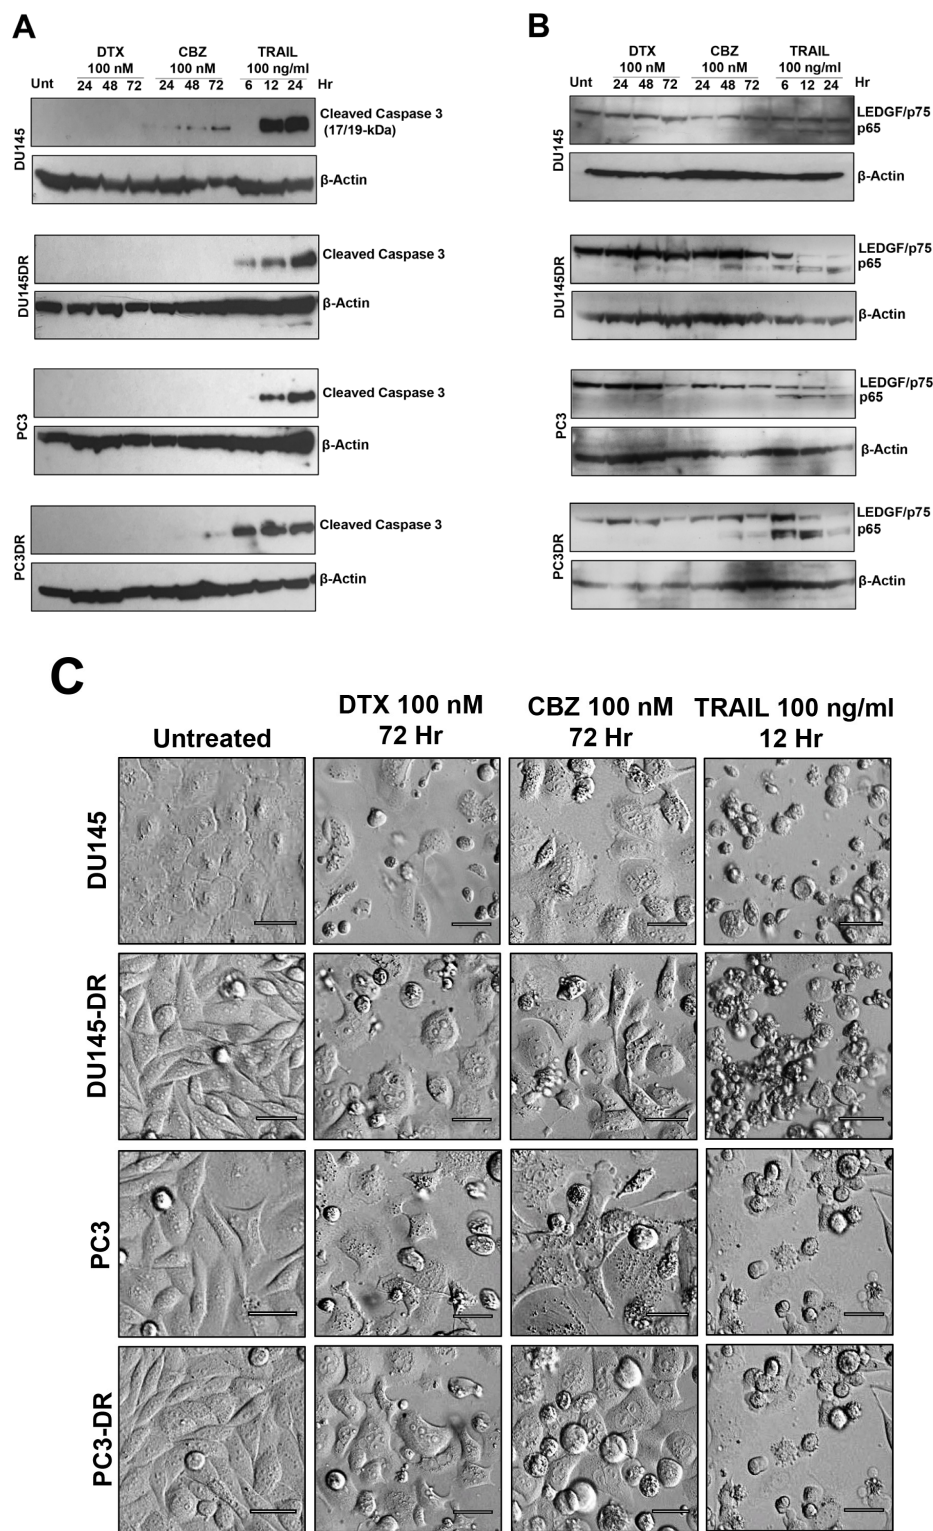 A
DTX CBZ TRAIL
100 nM 100 nM 100 ng/ml
Unt 24 48 72 24 48 72 6 12 24 Hr
DU145
Cleaved Caspase 3
(17/19-kDa)
β-Actin
DU145DR
Cleaved Caspase 3
β-Actin
PC3
Cleaved Caspase 3
β-Actin
PC3DR
Cleaved Caspase 3
β-Actin
B
DTX CBZ TRAIL
100 nM 100 nM 100 ng/ml
Unt 24 48 72 24 48 72 6 12 24 Hr
DU145
LEDGF/p75
p65
β-Actin
DU145DR
LEDGF/p75
p65
β-Actin
PC3
LEDGF/p75
p65
β-Actin
PC3DR
LEDGF/p75
p65
β-Actin
C
Untreated
DTX 100 nM
72 Hr
CBZ 100 nM
72 Hr
TRAIL 100 ng/ml
12 Hr
DU145
DU145-DR
PC3
PC3-DR